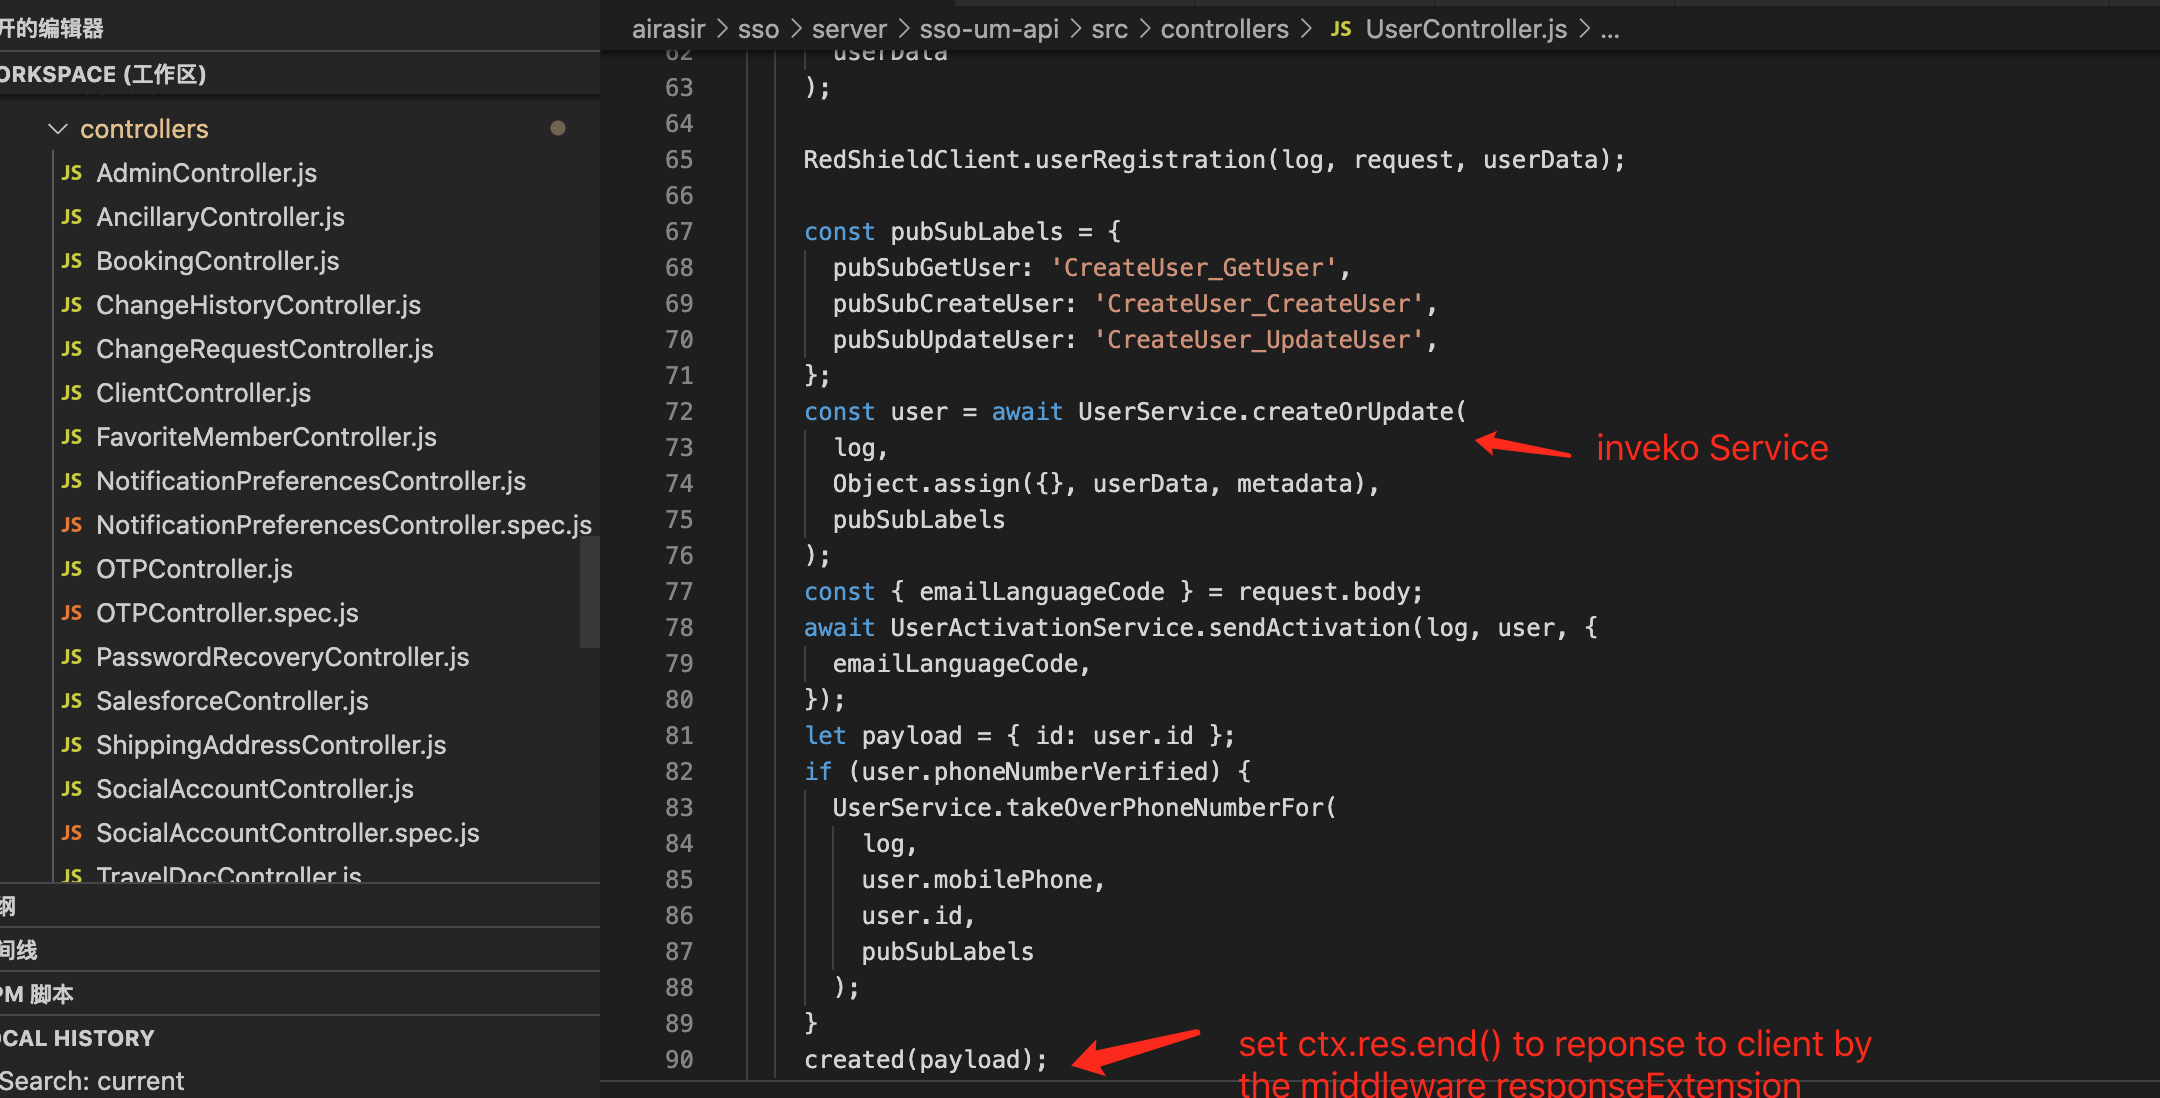 开的编辑器
ORKSPACE (工作区)
controllers
JS AdminController.js
JS AncillaryController.js
JS BookingController.js
JS ChangeHistoryController.js
JS ChangeRequestController.js
JS ClientController.js
JS FavoriteMemberController.js
JS NotificationPreferencesController.js
JS NotificationPreferencesController.spec.js
JS OTPController.js
JS OTPController.spec.js
JS PasswordRecoveryController.js
JS SalesforceController.js
JS ShippingAddressController.js
JS SocialAccountController.js
JS SocialAccountController.spec.js
JS TravelDocController.js
纲
间线
PM 脚本
OCAL HISTORY
Search: current
airasir > sso > server > sso-um-api > src > controllers > JS UserController.js > ...
62 userData
63 );
64
65 RedShieldClient.userRegistration(log, request, userData);
66
67 const pubSubLabels = {
68 pubSubGetUser: 'CreateUser_GetUser',
69 pubSubCreateUser: 'CreateUser_CreateUser',
70 pubSubUpdateUser: 'CreateUser_UpdateUser',
71 };
72 const user = await UserService.createOrUpdate(
73 log,
inveko Service
74 Object.assign({}, userData, metadata),
75 pubSubLabels
76 );
77 const { emailLanguageCode } = request.body;
78 await UserActivationService.sendActivation(log, user, {
79 emailLanguageCode,
80 });
81 let payload = { id: user.id };
82 if (user.phoneNumberVerified) {
83 UserService.takeOverPhoneNumberFor(
84 log,
85 user.mobilePhone,
86 user.id,
87 pubSubLabels
88 );
89 }
90 created(payload);
set ctx.res.end() to reponse to client by
the middleware responseExtension